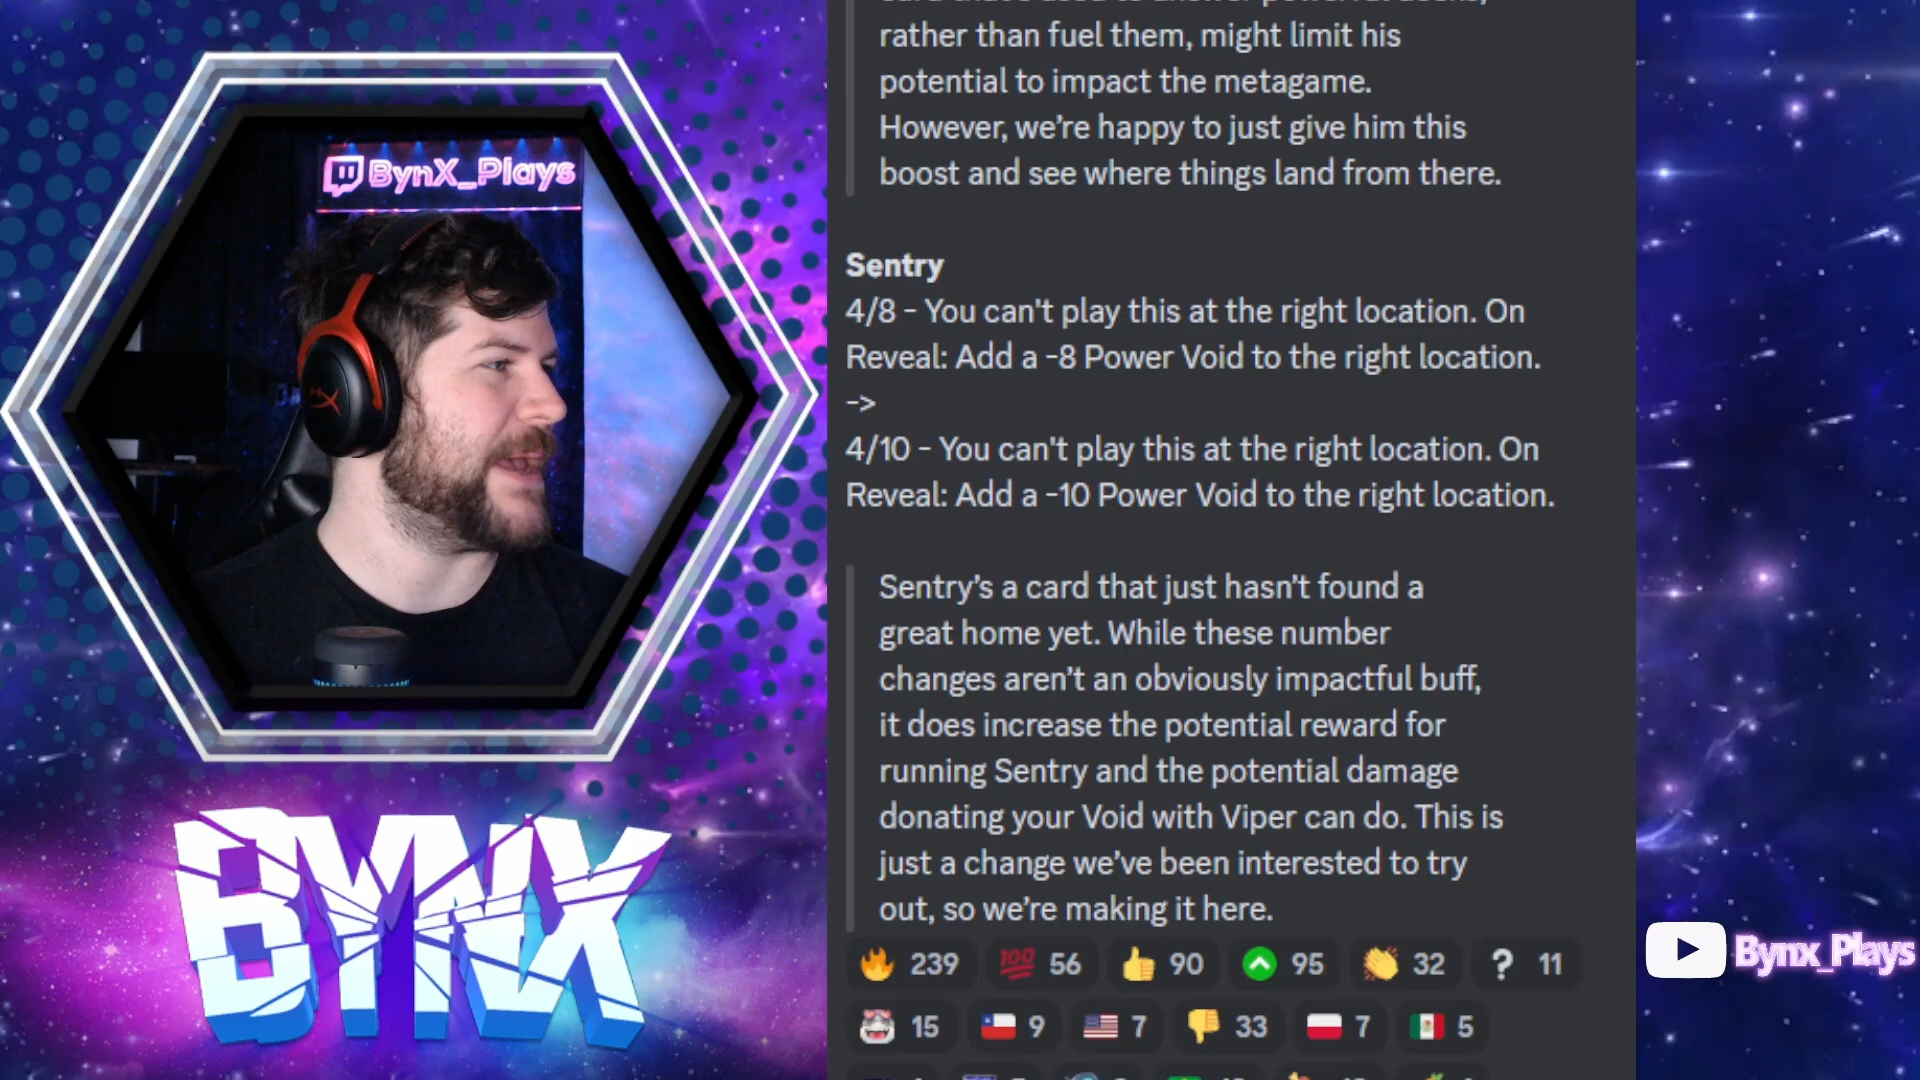 BynX_Plays
rather than fuel them, might limit his
potential to impact the metagame.
However, we're happy to just give him this
boost and see where things land from there.
Sentry
4/8 - You can't play this at the right location. On
Reveal: Add a -8 Power Void to the right location.
->
4/10 - You can't play this at the right location. On
Reveal: Add a -10 Power Void to the right location.
Sentry's a card that just hasn't found a
great home yet. While these number
changes aren't an obviously impactful buff,
it does increase the potential reward for
running Sentry and the potential damage
donating your Void with Viper can do. This is
just a change we've been interested to try
out, so we're making it here.
239 100 56 90 95 32 ? 11
15 9 7 33 7 5
BYNX
Bynx_Plays